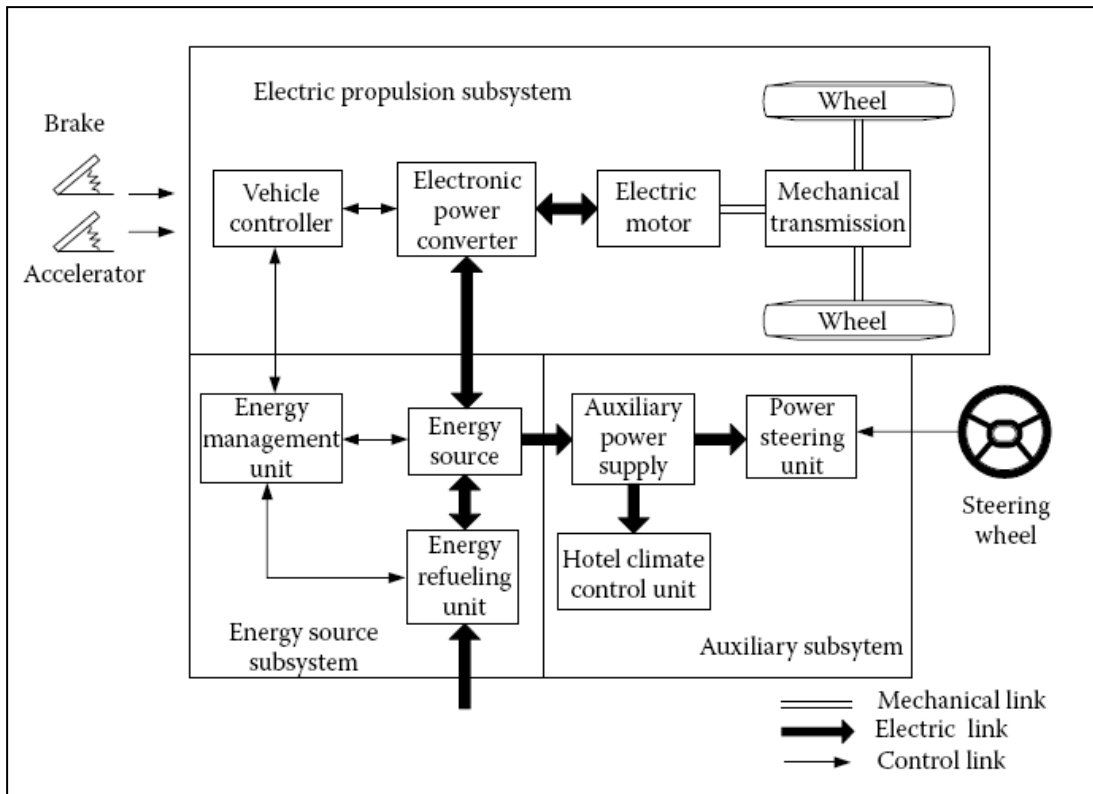 Electric propulsion subsystem
Brake
Accelerator
Vehicle
controller
Electronic
power
converter
Electric
motor
Mechanical
transmission
Wheel
Wheel
Energy
management
unit
Energy
source
Auxiliary
power
supply
Power
steering
unit
Steering
wheel
Energy
refueling
unit
Hotel climate
control unit
Energy source
subsystem
Auxiliary subsytem
Mechanical link
Electric link
Control link